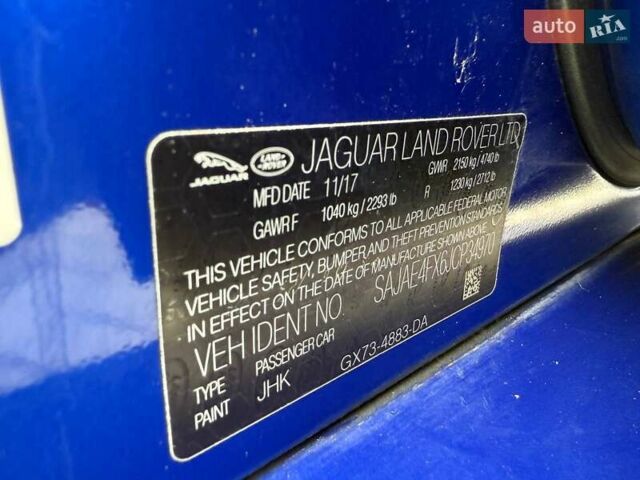 auto RIA.com
JAGUAR LAND-ROVER JAGUAR LAND ROVER LTD
MFD DATE 11/17 GVWR 2150 kg / 4740 lb
GAWR F 1040 kg / 2293 lb R 1230 kg / 2712 lb
THIS VEHICLE CONFORMS TO ALL APPLICABLE FEDERAL MOTOR
VEHICLE SAFETY, BUMPER, AND THEFT PREVENTION STANDARDS
IN EFFECT ON THE DATE OF MANUFACTURE SHOWN ABOVE.
VEH IDENT NO. SAJAE4FX6JCP34970
TYPE PASSENGER CAR
PAINT JHK GX73-4883-DA